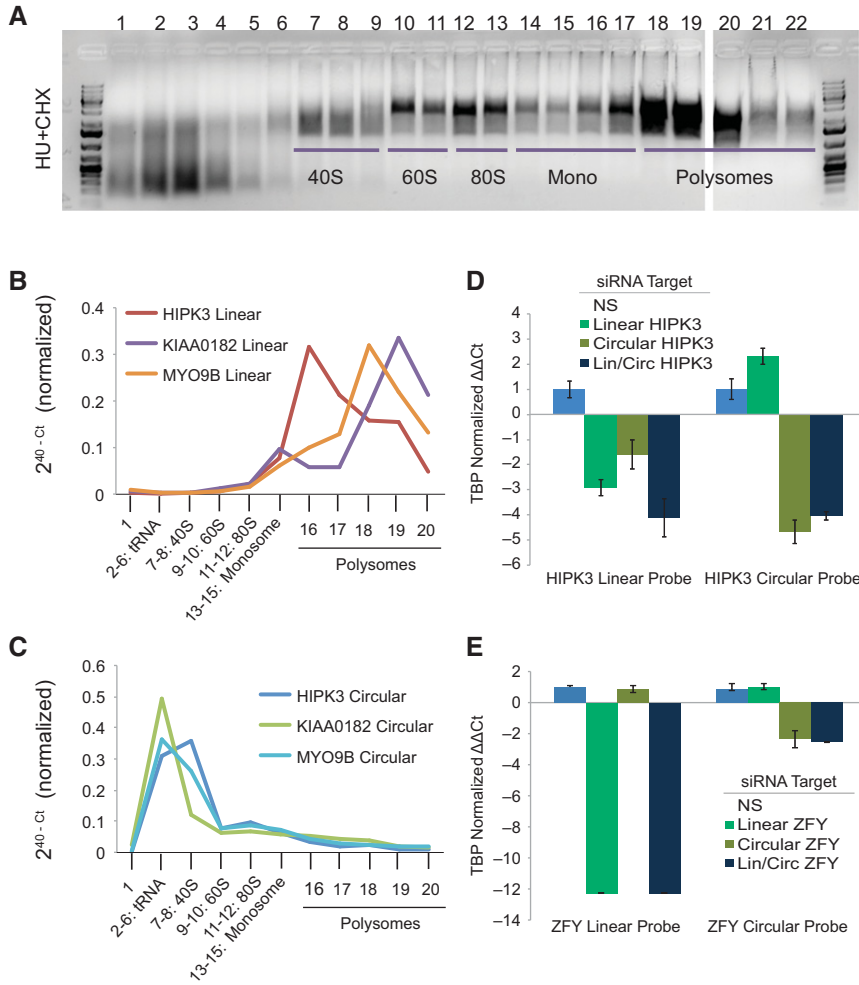 A
1 2 3 4 5 6 7 8 9 10 11 12 13 14 15 16 17 18 19 20 21 22
HU+CHX
40S 60S 80S Mono Polysomes
B
2^40 - Ct (normalized)
0.4
0.3
0.2
0.1
0
HIPK3 Linear
KIAA0182 Linear
MYO9B Linear
1
2-6: tRNA
7-8: 40S
9-10: 60S
11-12: 80S
13-15: Monosome
16 17 18 19 20
Polysomes
D
siRNA Target
NS
Linear HIPK3
Circular HIPK3
Lin/Circ HIPK3
TBP Normalized ΔΔCt
4
3
2
1
0
−1
−2
−3
−4
−5
−6
HIPK3 Linear Probe HIPK3 Circular Probe
C
2^40 - Ct (normalized)
0.6
0.5
0.4
0.3
0.2
0.1
0
HIPK3 Circular
KIAA0182 Circular
MYO9B Circular
1
2-6: tRNA
7-8: 40S
9-10: 60S
11-12: 80S
13-15: Monosome
16 17 18 19 20
Polysomes
E
TBP Normalized ΔΔCt
2
0
−2
−4
−6
−8
−10
−12
−14
siRNA Target
NS
Linear ZFY
Circular ZFY
Lin/Circ ZFY
ZFY Linear Probe ZFY Circular Probe